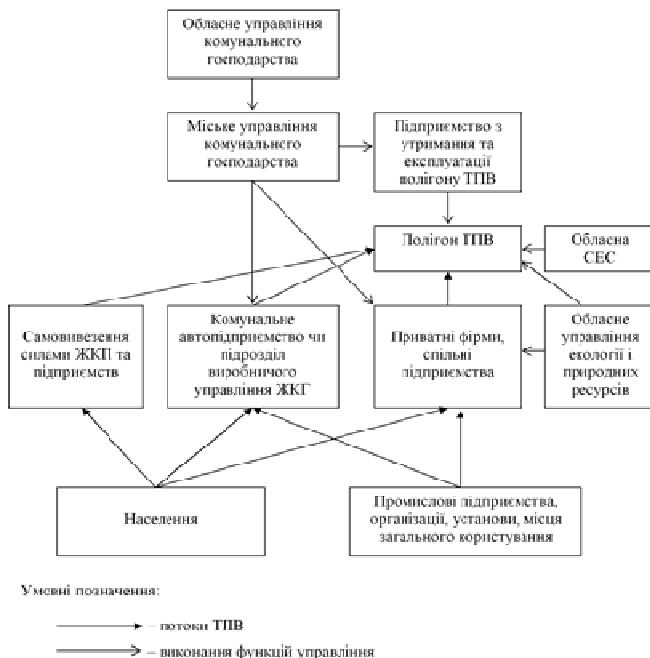 Обласне управління
комунального
господарства
Міське управління
комунального
господарства
Підприємство з
утримання та
експлуатації
полігону ТПВ
Полігон ТПВ
Обласна
СЕС
Самовивезення
силами ЖКП та
підприємств
Комунальне
автопідприємство чи
підрозділ
виробничого
управління ЖКГ
Приватні фірми,
спільні
підприємства
Обласне
управління
екології і
природних
ресурсів
Населення
Промислові підприємства,
організації, установи, місця
загального користування
Умовні позначення:
– потоки ТПВ
– виконання функцій управління